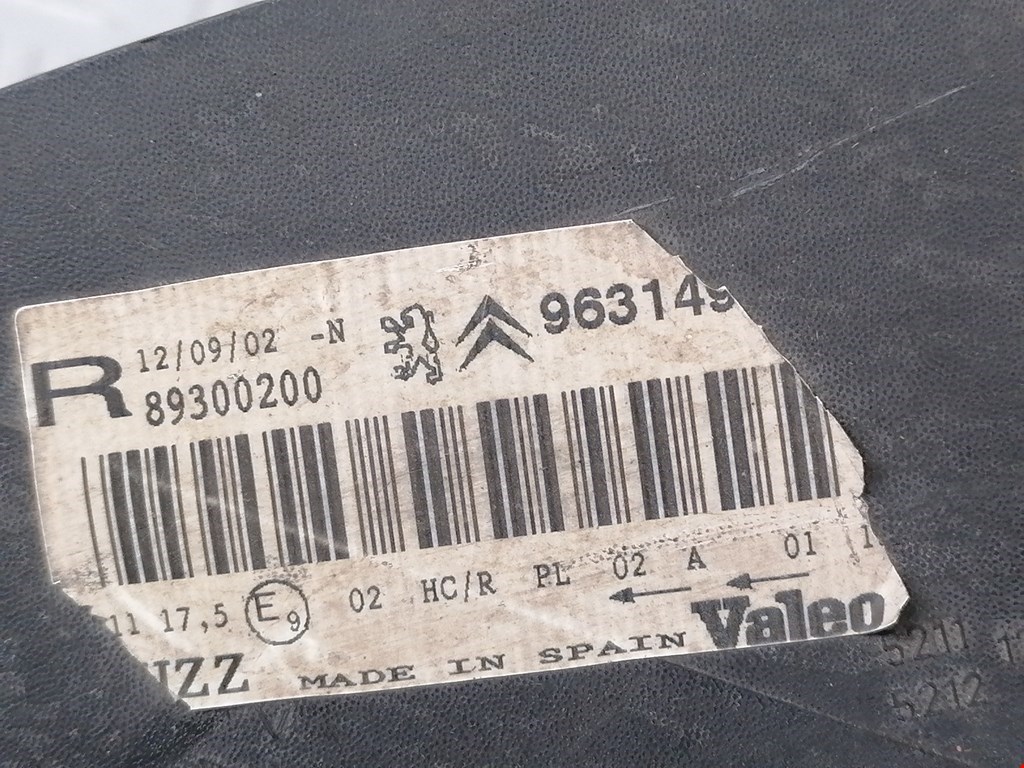 R 12/09/02 -N 963149
89300200
11 17,5 E9 02 HC/R PL 02 A 01 1
IZZ MADE IN SPAIN Valeo
5211
5212